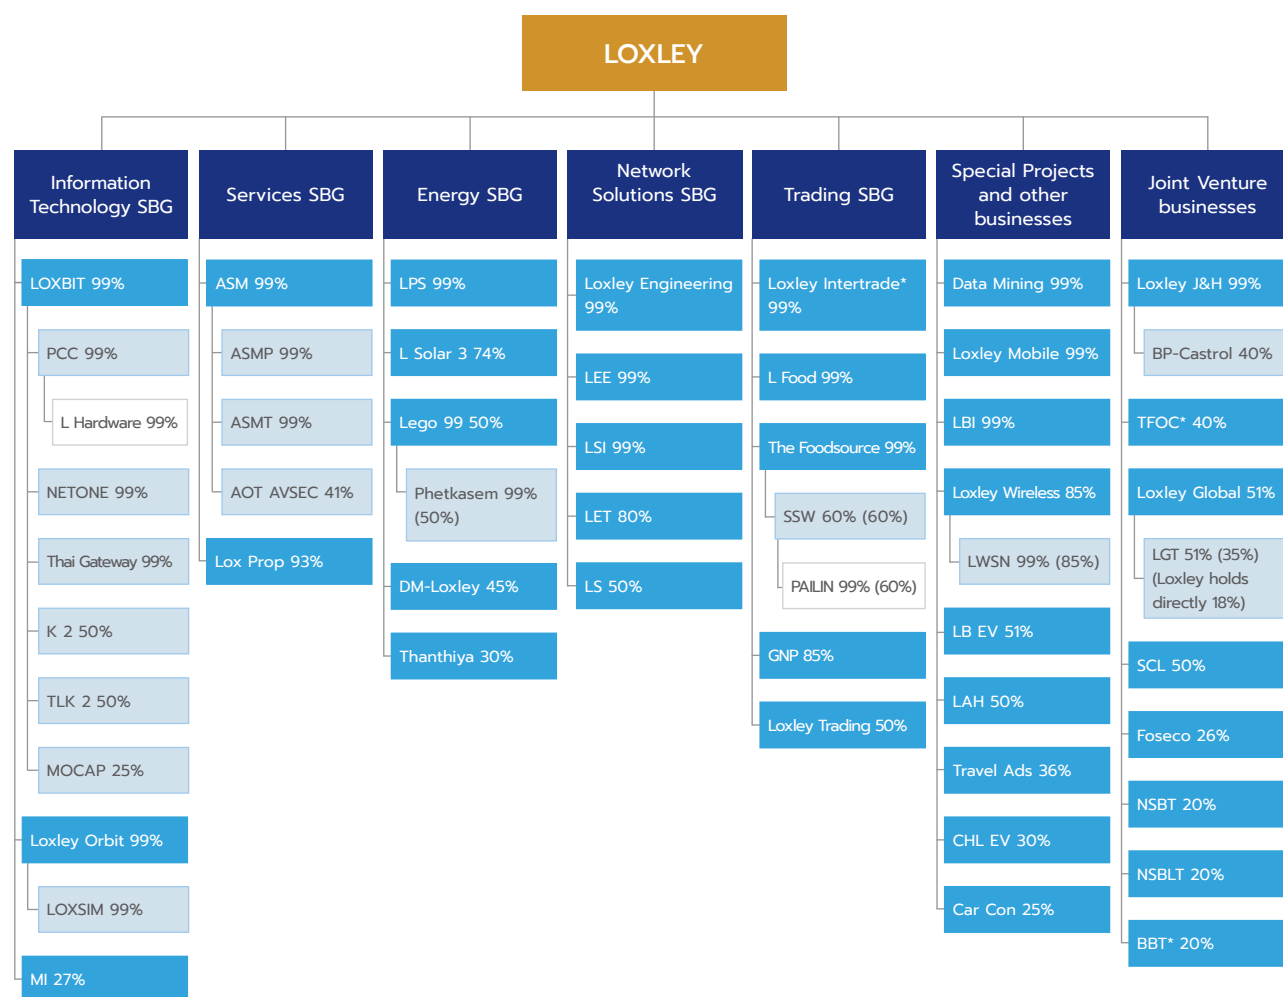 LOXLEY
Information
Technology SBG
LOXBIT 99%
PCC 99%
L Hardware 99%
NETONE 99%
Thai Gateway 99%
K 2 50%
TLK 2 50%
MOCAP 25%
Loxley Orbit 99%
LOXSIM 99%
MI 27%
Services SBG
ASM 99%
ASMP 99%
ASMT 99%
AOT AVSEC 41%
Lox Prop 93%
Energy SBG
LPS 99%
L Solar 3 74%
Lego 99 50%
Phetkasem 99%
(50%)
DM-Loxley 45%
Thanthiya 30%
Network
Solutions SBG
Loxley Engineering
99%
LEE 99%
LSI 99%
LET 80%
LS 50%
Trading SBG
Loxley Intertrade*
99%
L Food 99%
The Foodsource 99%
SSW 60% (60%)
PAILIN 99% (60%)
GNP 85%
Loxley Trading 50%
Special Projects
and other
businesses
Data Mining 99%
Loxley Mobile 99%
LBI 99%
Loxley Wireless 85%
LWSN 99% (85%)
LB EV 51%
LAH 50%
Travel Ads 36%
CHL EV 30%
Car Con 25%
Joint Venture
businesses
Loxley J&H 99%
BP-Castrol 40%
TFOC* 40%
Loxley Global 51%
LGT 51% (35%)
(Loxley holds
directly 18%)
SCL 50%
Foseco 26%
NSBT 20%
NSBLT 20%
BBT* 20%